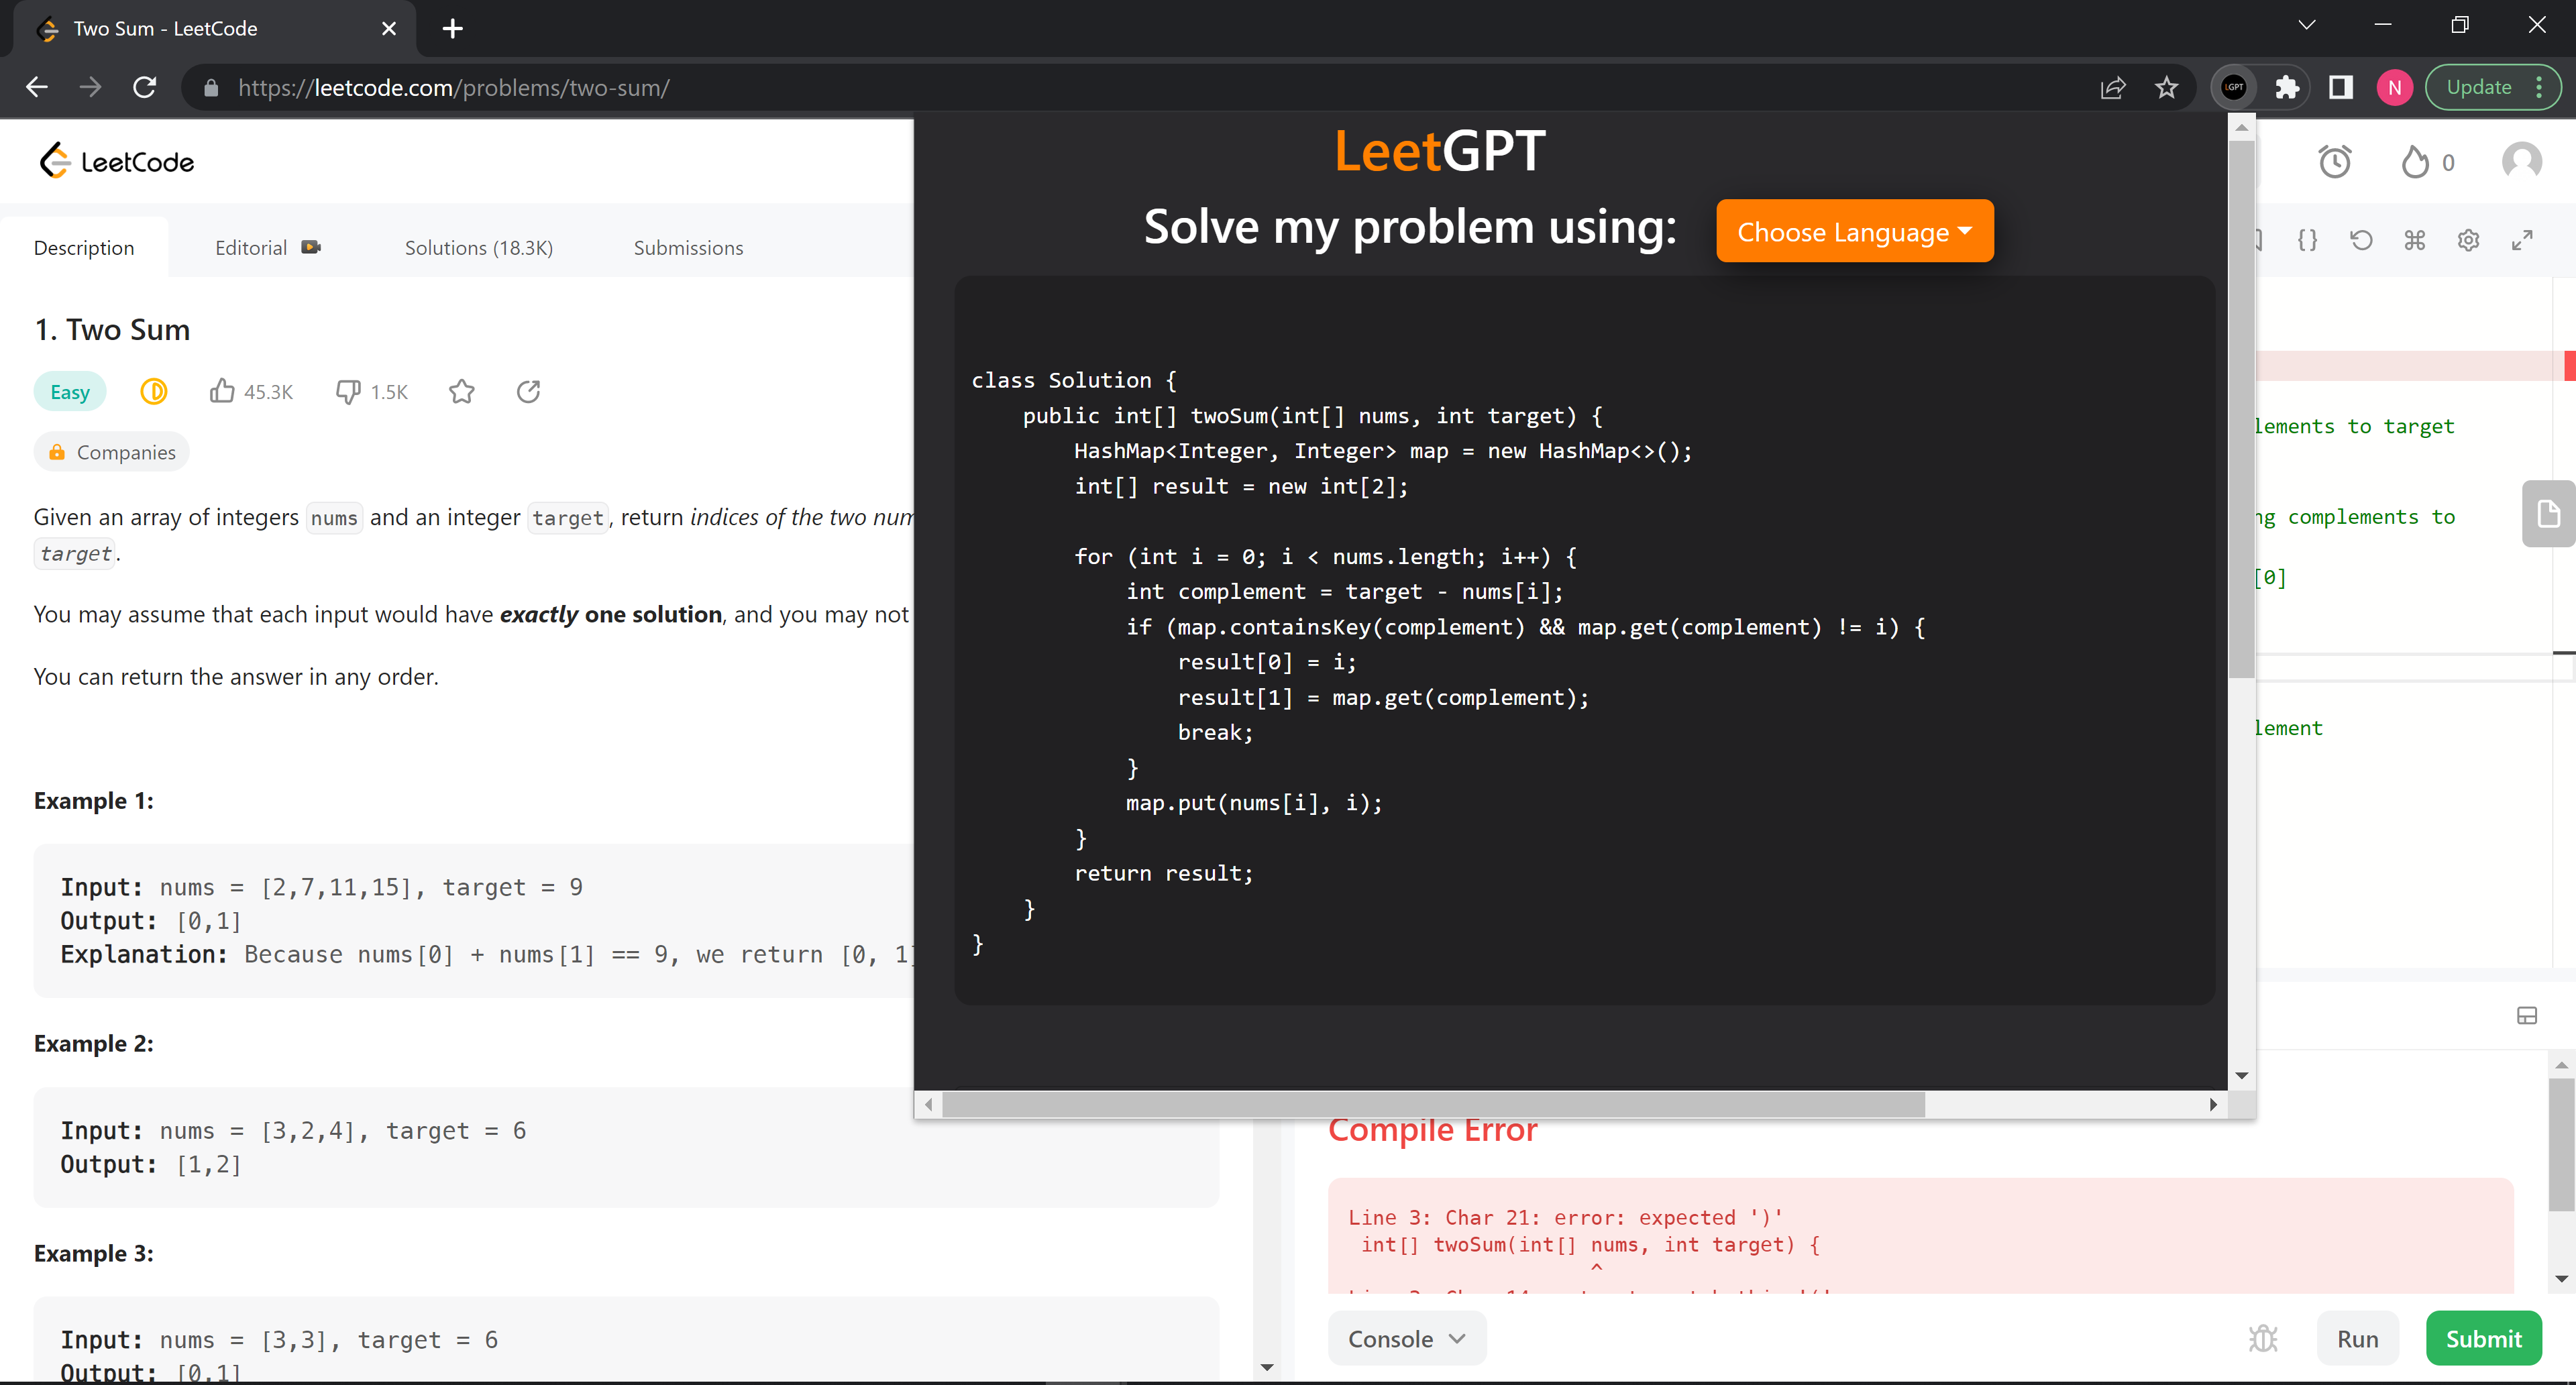 Two Sum - LeetCode
https://leetcode.com/problems/two-sum/
LGPT
N
Update
LeetCode
0
Description
Editorial
Solutions (18.3K)
Submissions
1. Two Sum
Easy
45.3K
1.5K
Companies
Given an array of integers nums and an integer target, return indices of the two
target.
You may assume that each input would have exactly one solution, and you may not
You can return the answer in any order.
Example 1:
Input: nums = [2,7,11,15], target = 9
Output: [0,1]
Explanation: Because nums[0] + nums[1] == 9, we return [0, 1]
Example 2:
Input: nums = [3,2,4], target = 6
Output: [1,2]
Example 3:
Input: nums = [3,3], target = 6
Output: [0,1]
LeetGPT
Solve my problem using:
Choose Language
class Solution {
    public int[] twoSum(int[] nums, int target) {
        HashMap<Integer, Integer> map = new HashMap<>();
        int[] result = new int[2];
        for (int i = 0; i < nums.length; i++) {
            int complement = target - nums[i];
            if (map.containsKey(complement) && map.get(complement) != i) {
                result[0] = i;
                result[1] = map.get(complement);
                break;
            }
            map.put(nums[i], i);
        }
        return result;
    }
}
to target
complements to
[0]
Compile Error
Line 3: Char 21: error: expected ')'
int[] twoSum(int[] nums, int target) {
^
Console
Run
Submit